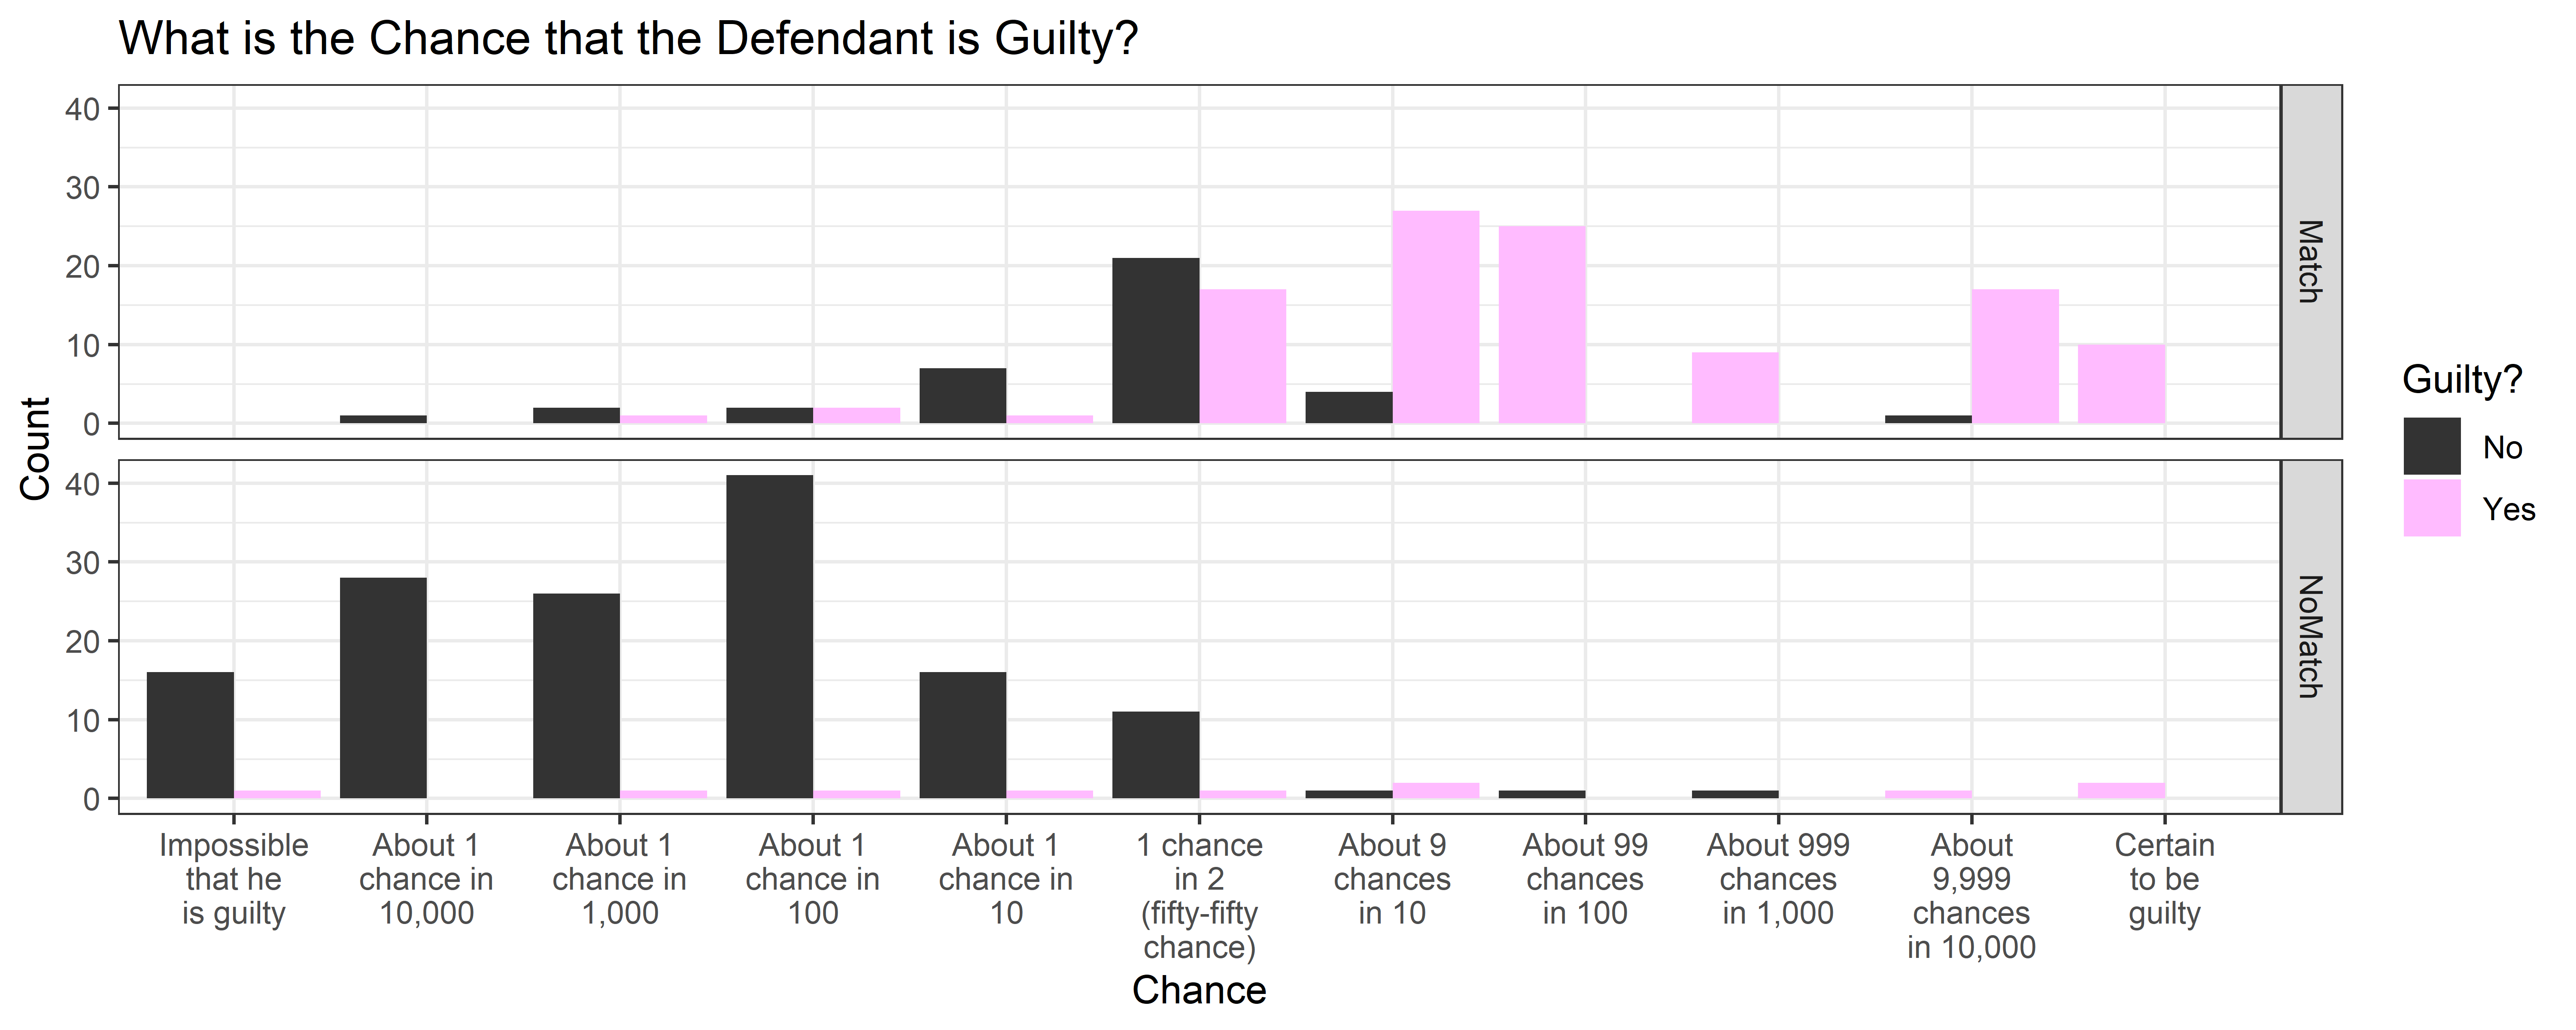 What is the Chance that the Defendant is Guilty?
40
30
20
10
0
Match
Count
40
30
20
10
0
NoMatch
Impossible
that he
is guilty
About 1
chance in
10,000
About 1
chance in
1,000
About 1
chance in
100
About 1
chance in
10
1 chance
in 2
(fifty-fifty
chance)
About 9
chances
in 10
About 99
chances
in 100
About 999
chances
in 1,000
About
9,999
chances
in 10,000
Certain
to be
guilty
Chance
Guilty?
No
Yes